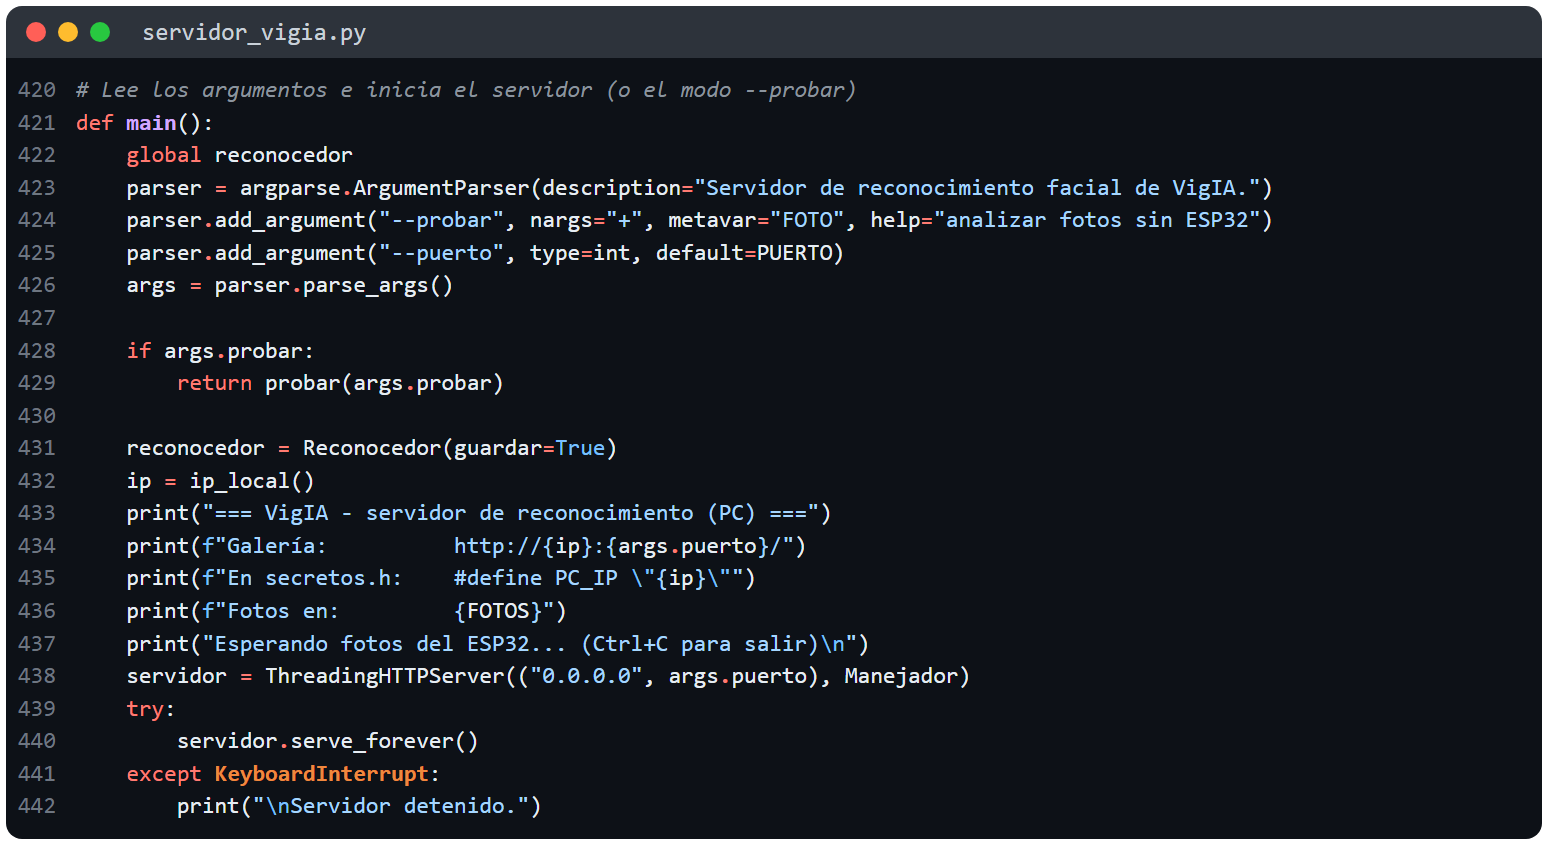 servidor_vigia.py
420 # Lee los argumentos e inicia el servidor (o el modo --probar)
421 def main():
422     global reconocedor
423     parser = argparse.ArgumentParser(description="Servidor de reconocimiento facial de VigIA.")
424     parser.add_argument("--probar", nargs="+", metavar="FOTO", help="analizar fotos sin ESP32")
425     parser.add_argument("--puerto", type=int, default=PUERTO)
426     args = parser.parse_args()
427
428     if args.probar:
429         return probar(args.probar)
430
431     reconocedor = Reconocedor(guardar=True)
432     ip = ip_local()
433     print("=== VigIA - servidor de reconocimiento (PC) ===")
434     print(f"Galería:          http://{ip}:{args.puerto}/")
435     print(f"En secretos.h:    #define PC_IP \"{ip}\"")
436     print(f"Fotos en:         {FOTOS}")
437     print("Esperando fotos del ESP32... (Ctrl+C para salir)\n")
438     servidor = ThreadingHTTPServer(("0.0.0.0", args.puerto), Manejador)
439     try:
440         servidor.serve_forever()
441     except KeyboardInterrupt:
442         print("\nServidor detenido.")